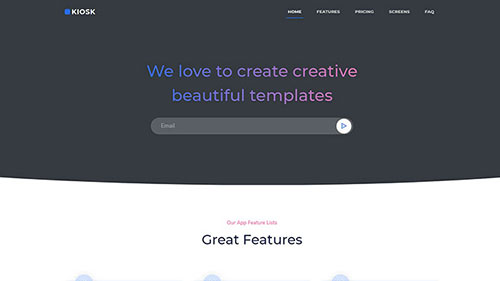 KIOSK
HOME FEATURES PRICING SCREENS FAQ
We love to create creative
beautiful templates
Email
Our App Feature Lists
Great Features